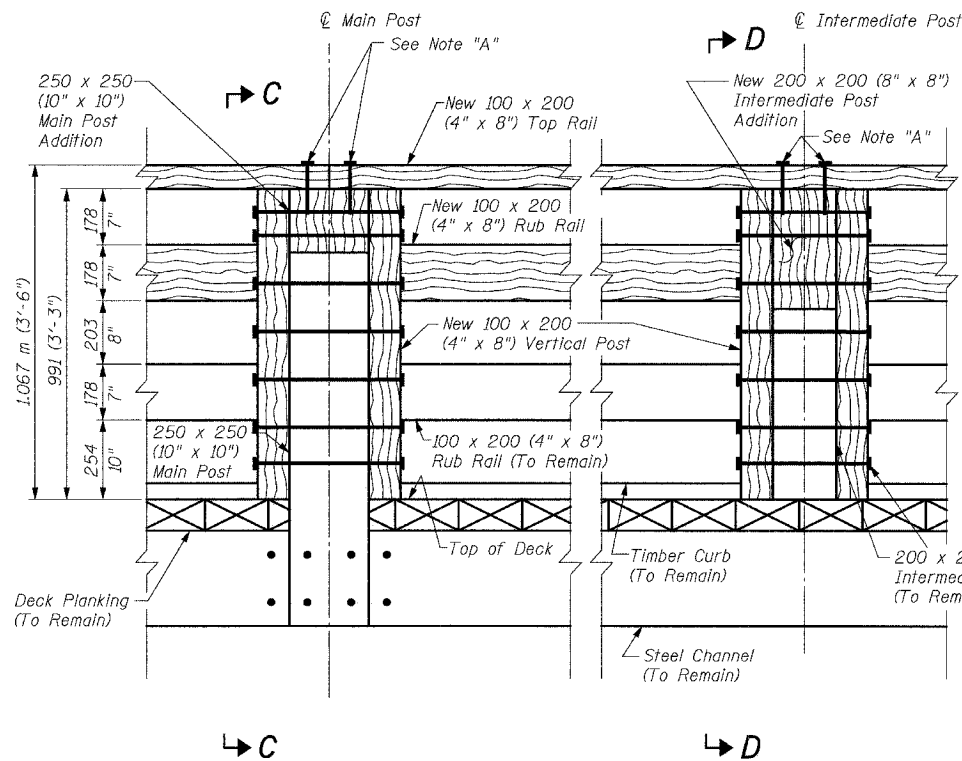 ℄ Main Post
℄ Intermediate Post
See Note "A"
D
C
250 x 250
(10" x 10")
Main Post
Addition
New 100 x 200
(4" x 8") Top Rail
New 200 x 200 (8" x 8")
Intermediate Post
Addition
See Note "A"
New 100 x 200
(4" x 8") Rub Rail
1.067 m (3'-6")
991 (3'-3")
178
7"
178
7"
203
8"
178
7"
254
10"
New 100 x 200
(4" x 8") Vertical Post
250 x 250
(10" x 10")
Main Post
100 x 200 (4" x 8")
Rub Rail (To Remain)
Top of Deck
Timber Curb
(To Remain)
200 x
(To
Deck Planking
(To Remain)
Steel Channel
(To Remain)
C
D